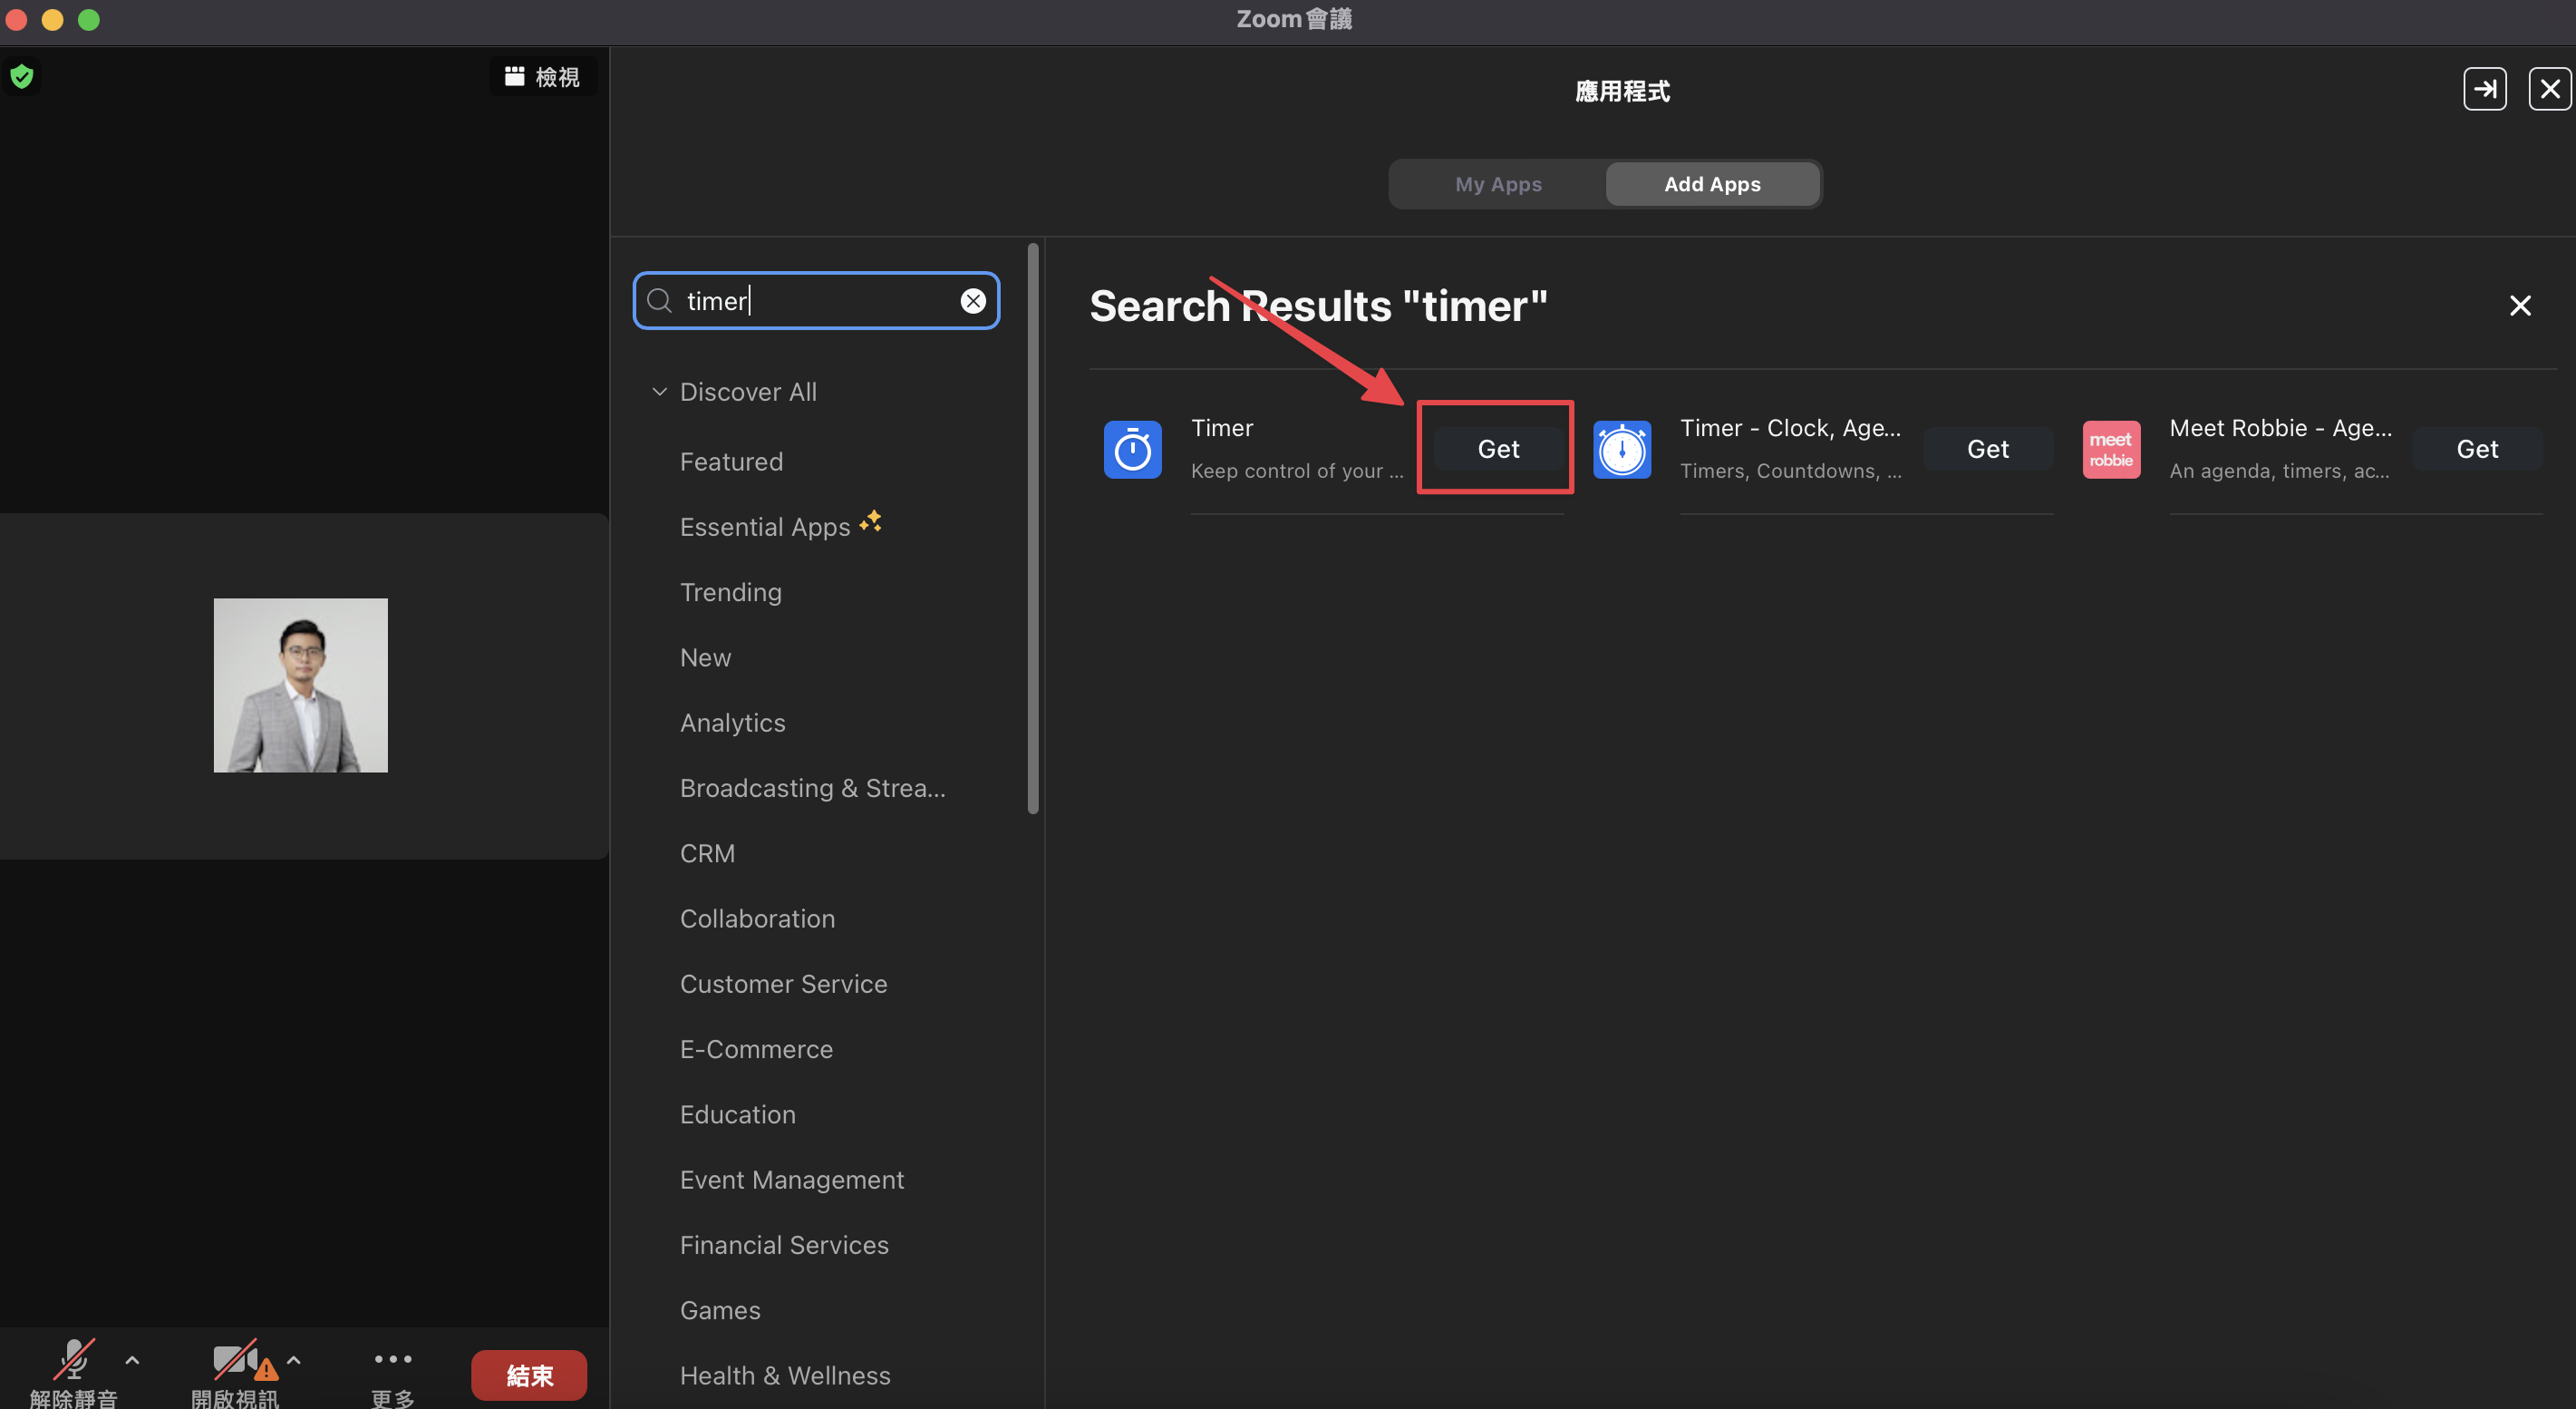 Zoom會議
檢視
應用程式
My Apps
Add Apps
timer
Discover All
Featured
Essential Apps
Trending
New
Analytics
Broadcasting & Strea...
CRM
Collaboration
Customer Service
E-Commerce
Education
Event Management
Financial Services
Games
Health & Wellness
Search Results "timer"
Timer
Keep control of your ...
Get
Timer - Clock, Age...
Timers, Countdowns, ...
Get
meet
robbie
Meet Robbie - Age...
An agenda, timers, ac...
Get
解除靜音
開啟視訊
更多
結束